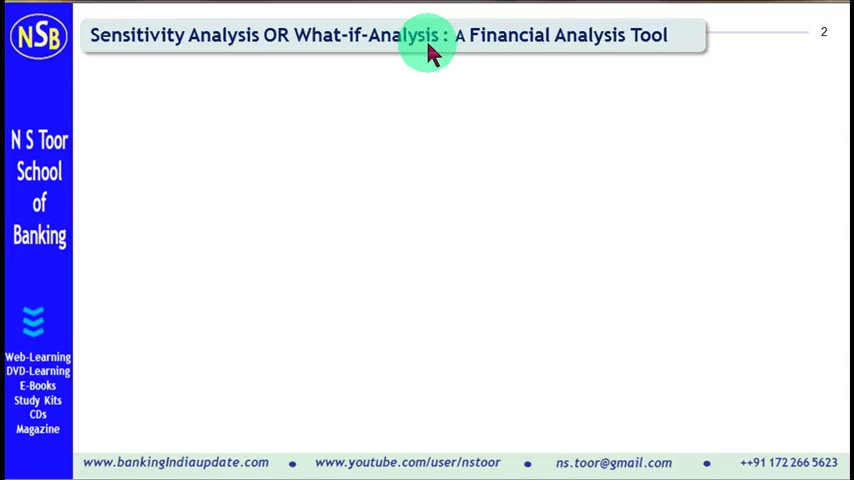 NSB
Sensitivity Analysis OR What-if-Analysis : A Financial Analysis Tool
2
N S Toor
School
of
Banking
Web-Learning
DVD-Learning
E-Books
Study Kits
CDs
Magazine
www.bankingIndiaupdate.com ● www.youtube.com/user/nstoor ● ns.toor@gmail.com ● ++91 172 266 5623